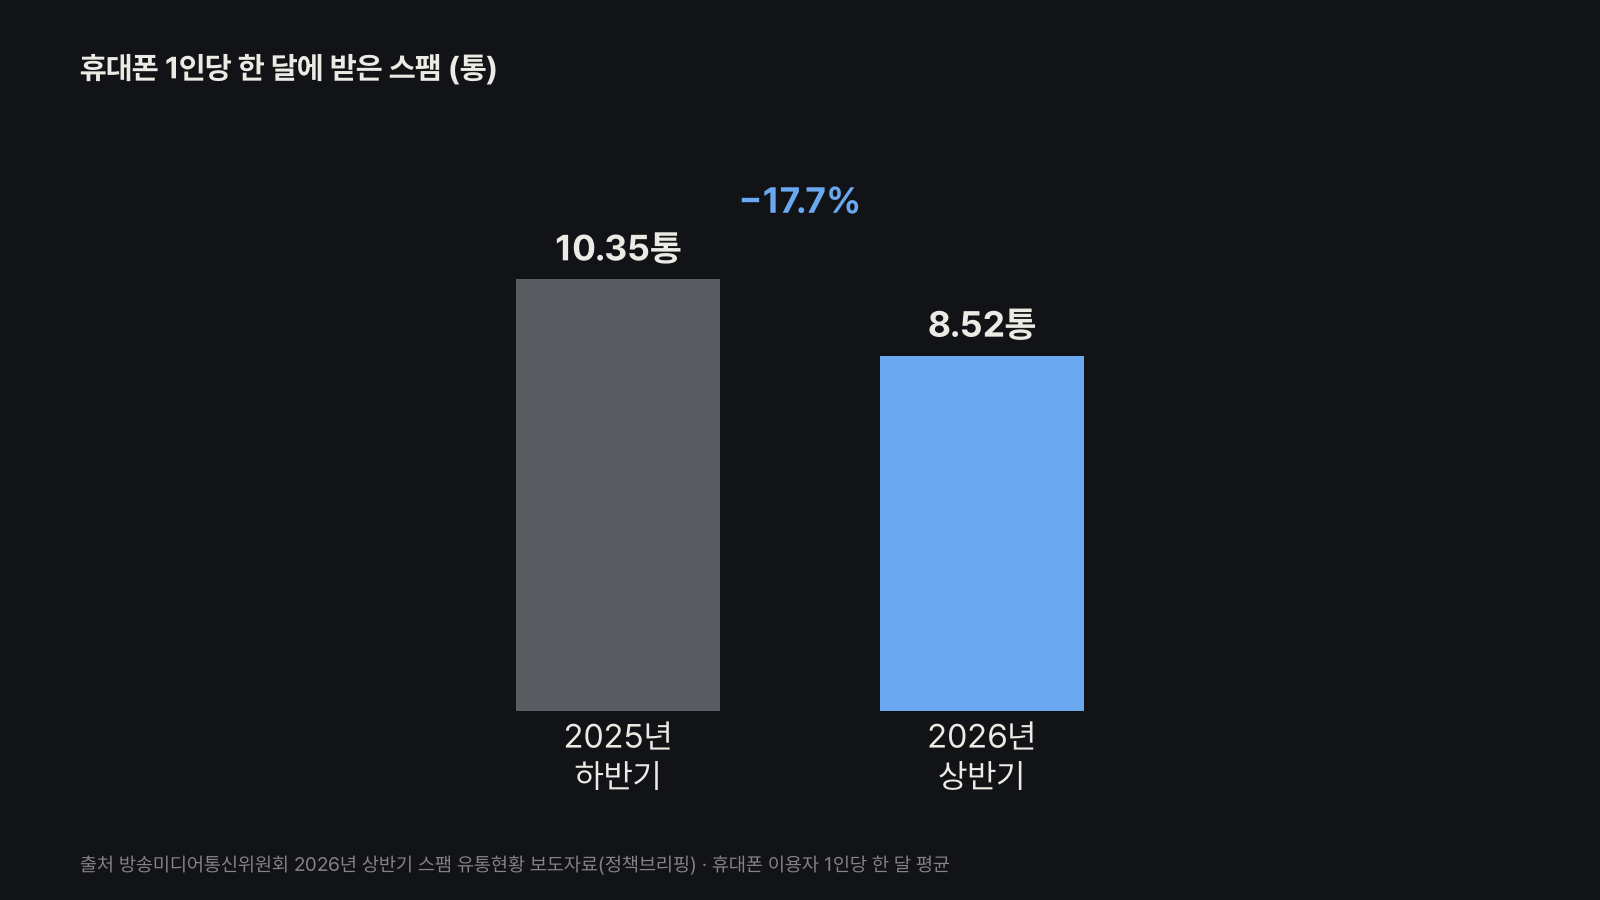 휴대폰 1인당 한 달에 받은 스팸 (통)
−17.7%
10.35통
8.52통
2025년
하반기
2026년
상반기
출처 방송미디어통신위원회 2026년 상반기 스팸 유통현황 보도자료(정책브리핑) · 휴대폰 이용자 1인당 한 달 평균